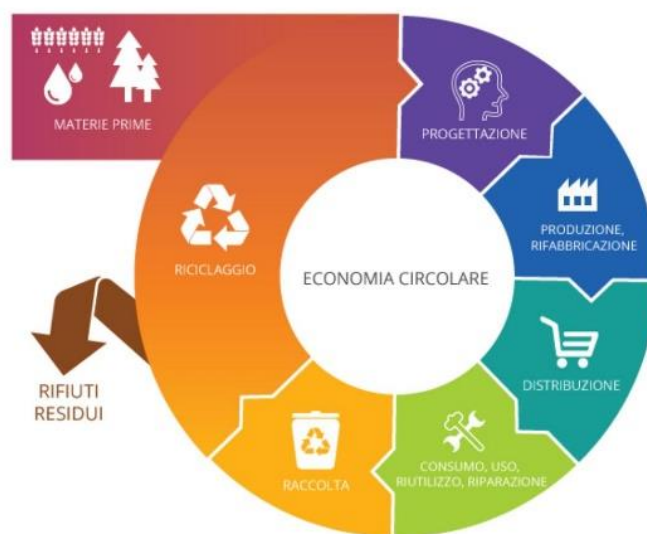 MATERIE PRIME
PROGETTAZIONE
PRODUZIONE,
RIFABBRICAZIONE
DISTRIBUZIONE
CONSUMO, USO,
RIUTILIZZO, RIPARAZIONE
RACCOLTA
RICICLAGGIO
RIFIUTI
RESIDUI
ECONOMIA CIRCOLARE